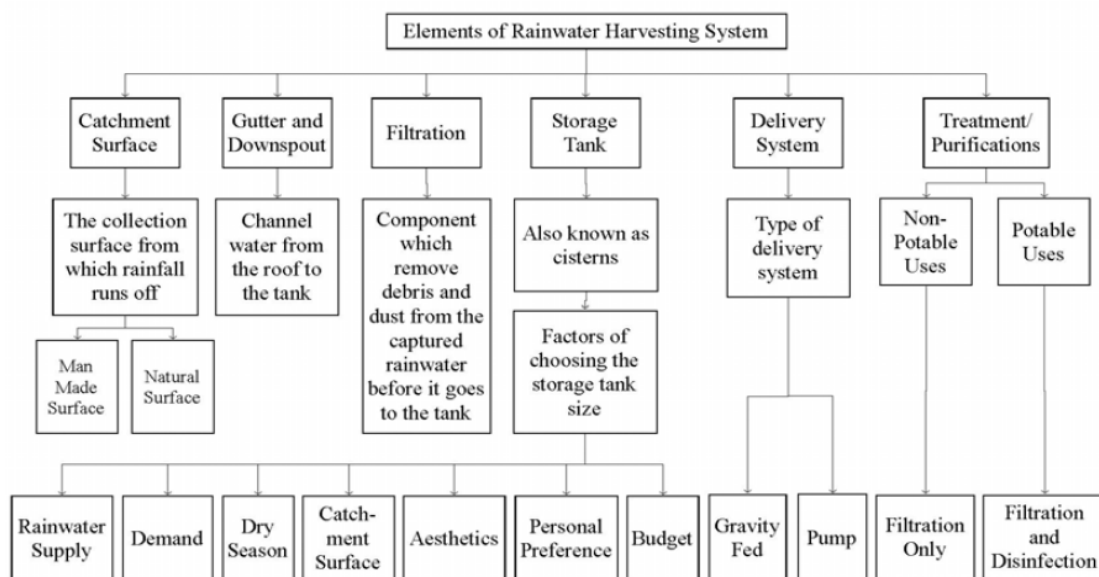 Elements of Rainwater Harvesting System
Catchment
Surface
Gutter and
Downspout
Filtration
Storage
Tank
Delivery
System
Treatment/
Purifications
The collection
surface from
which rainfall
runs off
Channel
water from
the roof to
the tank
Component
which
remove
debris and
dust from the
captured
rainwater
before it goes
to the tank
Also known as
cisterns
Type of
delivery
system
Non-
Potable
Uses
Potable
Uses
Man
Made
Surface
Natural
Surface
Factors of
choosing the
storage tank
size
Rainwater
Supply
Demand
Dry
Season
Catch-
ment
Surface
Aesthetics
Personal
Preference
Budget
Gravity
Fed
Pump
Filtration
Only
Filtration
and
Disinfection